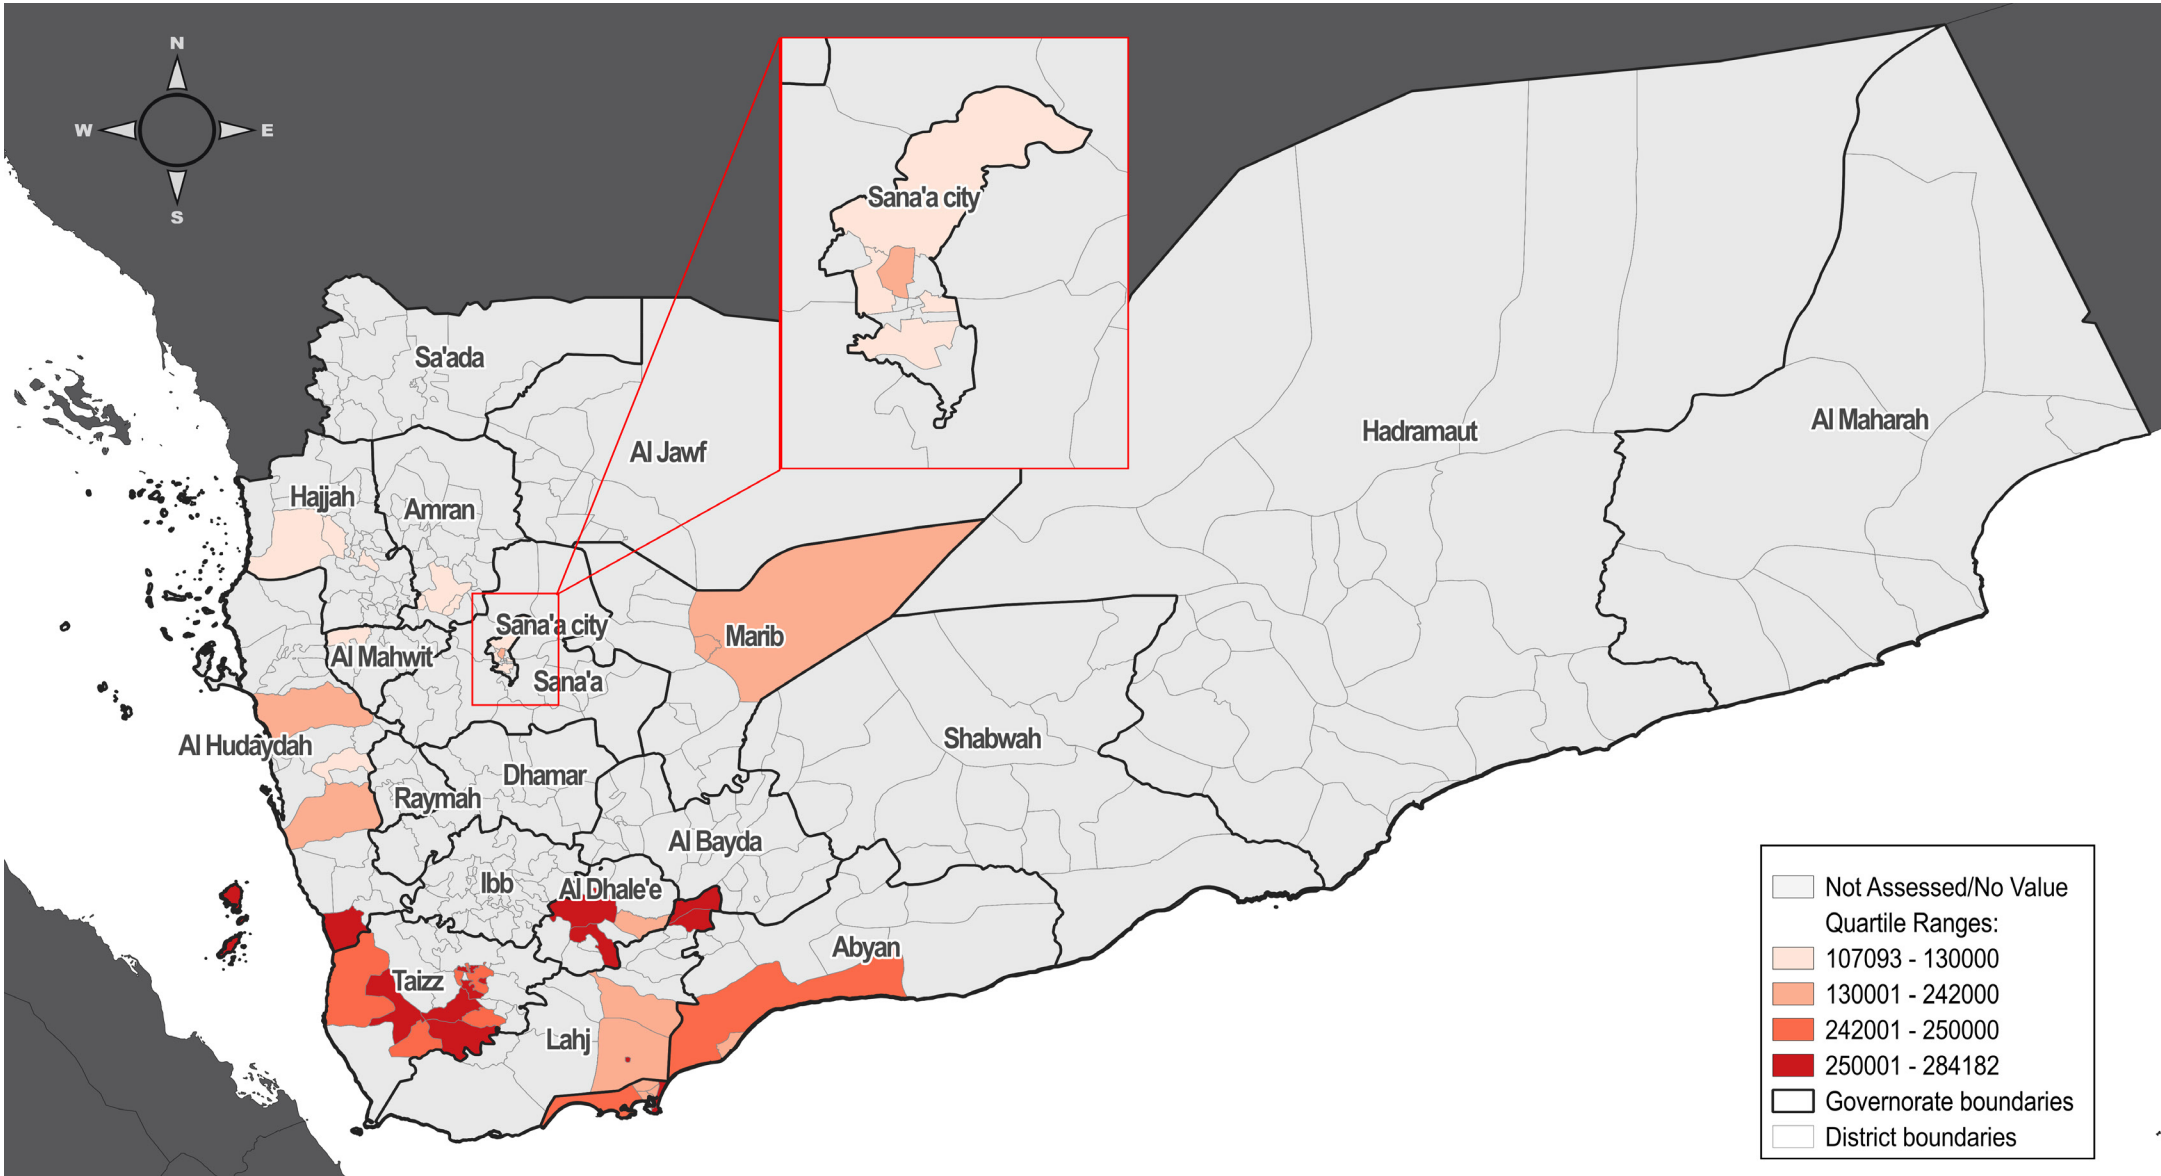 N
W
E
S
Sana'a city
Sa'ada
Al Jawf
Hadramaut
Al Maharah
Hajjah
Amran
Sana'a city
Marib
Al Mahwit
Sana'a
Al Hudaydah
Shabwah
Dhamar
Raymah
Al Bayda
Ibb
Al Dhale'e
Abyan
Taizz
Lahj
Not Assessed/No Value
Quartile Ranges:
107093 - 130000
130001 - 242000
242001 - 250000
250001 - 284182
Governorate boundaries
District boundaries